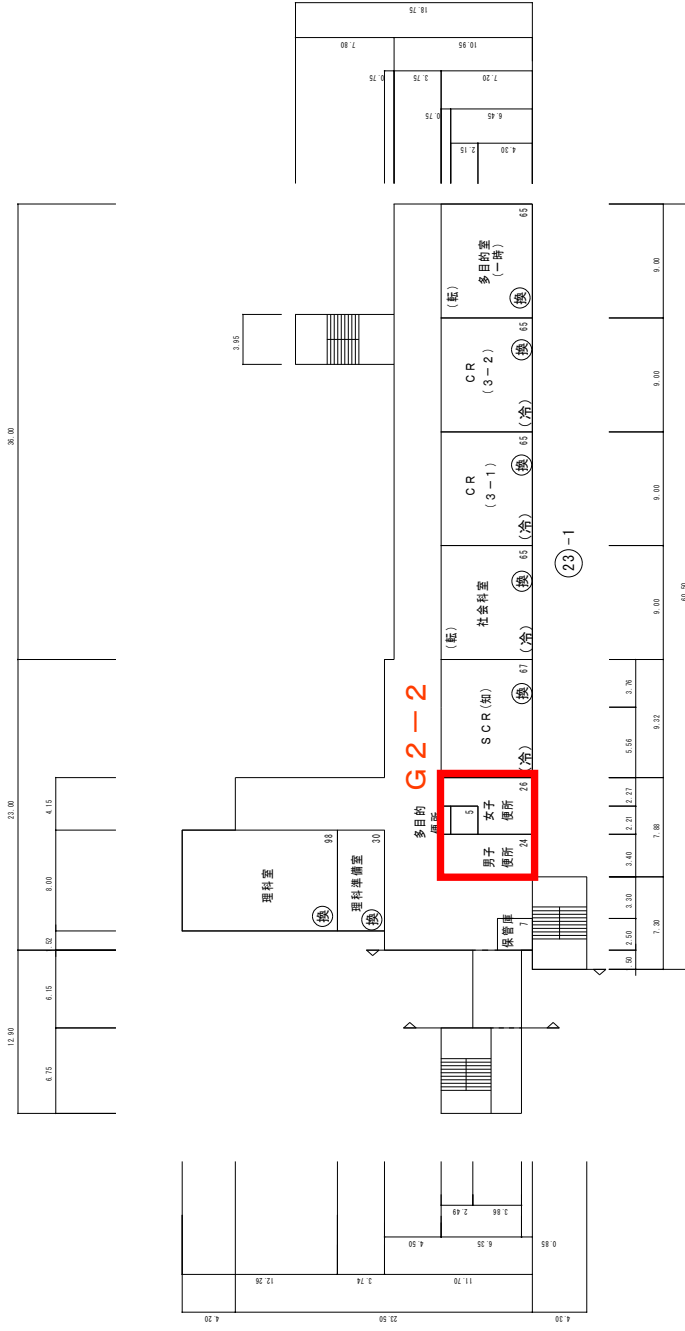 18.75
7.80
10.95
0.75
3.75
7.20
0.75
6.45
2.15
4.30
36.00
3.95
65
多目的室
(一時)
(転)
換
9.00
65
CR
(3-2)
換
(冷)
9.00
65
CR
(3-1)
換
(冷)
9.00
23 -1
65
社会科室
(転)
換
(冷)
9.00
60.50
G2-2
67
SCR(知)
換
(冷)
3.76
5.56
9.32
23.00
4.15
8.00
6.15
12.90
6.75
98
理科室
換
30
理科準備室
換
多目的
便所
5
26
女子
便所
24
男子
便所
7
保管庫
2.27
2.21
3.40
7.88
3.30
2.50
.50
7.30
.52
2.49
3.86
4.50
6.35
0.85
12.26
3.74
11.70
4.20
23.50
4.30